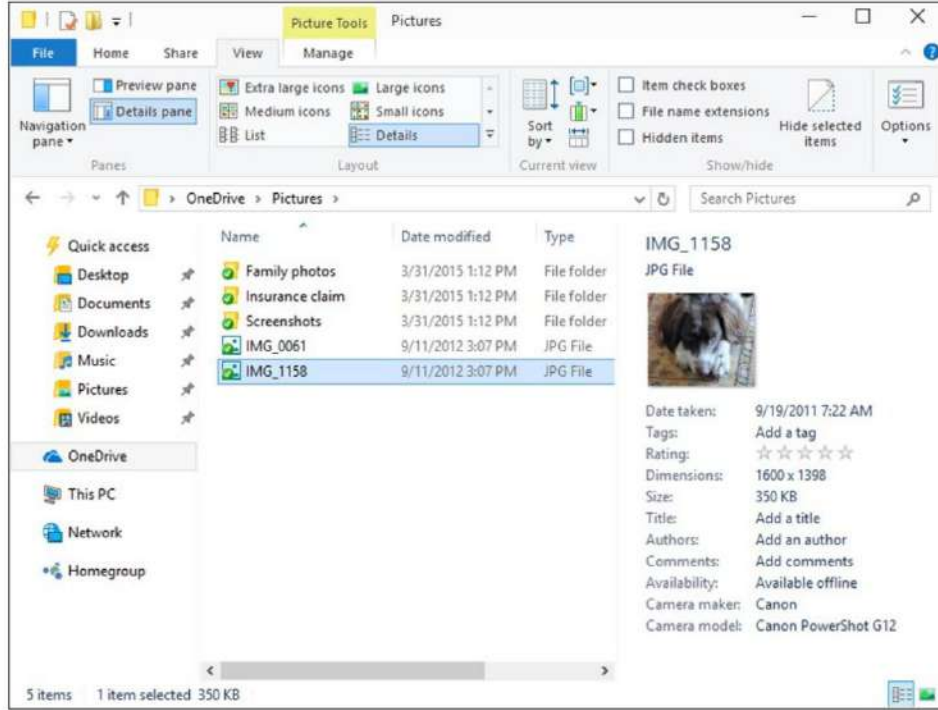 Picture Tools Pictures
File Home Share View Manage
Preview pane
Details pane
Navigation pane
Panes
Extra large icons Large icons
Medium icons Small icons
List Details
Layout
Sort by
Current view
Item check boxes
File name extensions
Hidden items
Hide selected items
Show/hide
Options
OneDrive > Pictures >
Search Pictures
Quick access
Desktop
Documents
Downloads
Music
Pictures
Videos
OneDrive
This PC
Network
Homegroup
Name Date modified Type
Family photos 3/31/2015 1:12 PM File folder
Insurance claim 3/31/2015 1:12 PM File folder
Screenshots 3/31/2015 1:12 PM File folder
IMG_0061 9/11/2012 3:07 PM JPG File
IMG_1158 9/11/2012 3:07 PM JPG File
IMG_1158
JPG File
Date taken: 9/19/2011 7:22 AM
Tags: Add a tag
Rating:
Dimensions: 1600 x 1398
Size: 350 KB
Title: Add a title
Authors: Add an author
Comments: Add comments
Availability: Available offline
Camera maker: Canon
Camera model: Canon PowerShot G12
5 items 1 item selected 350 KB